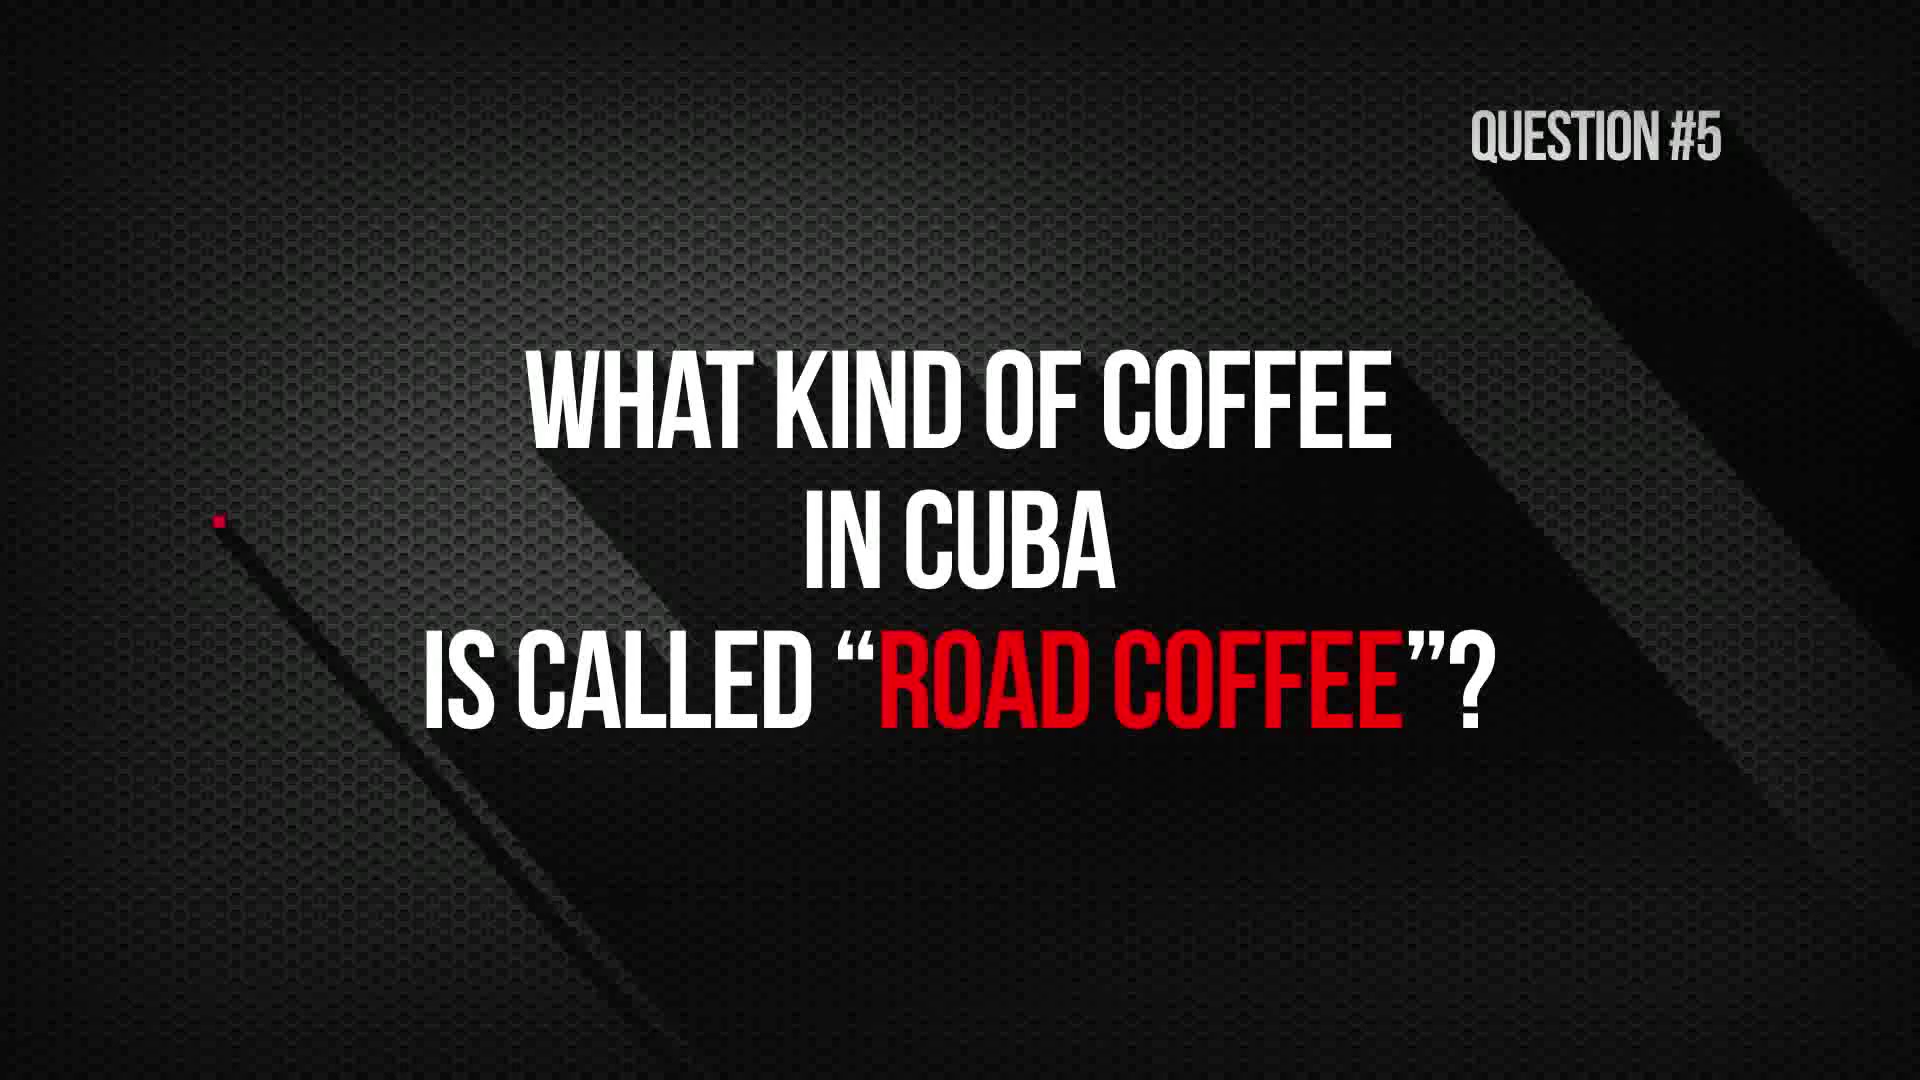 QUESTION #5
WHAT KIND OF COFFEE
IN CUBA
IS CALLED “ROAD COFFEE”?